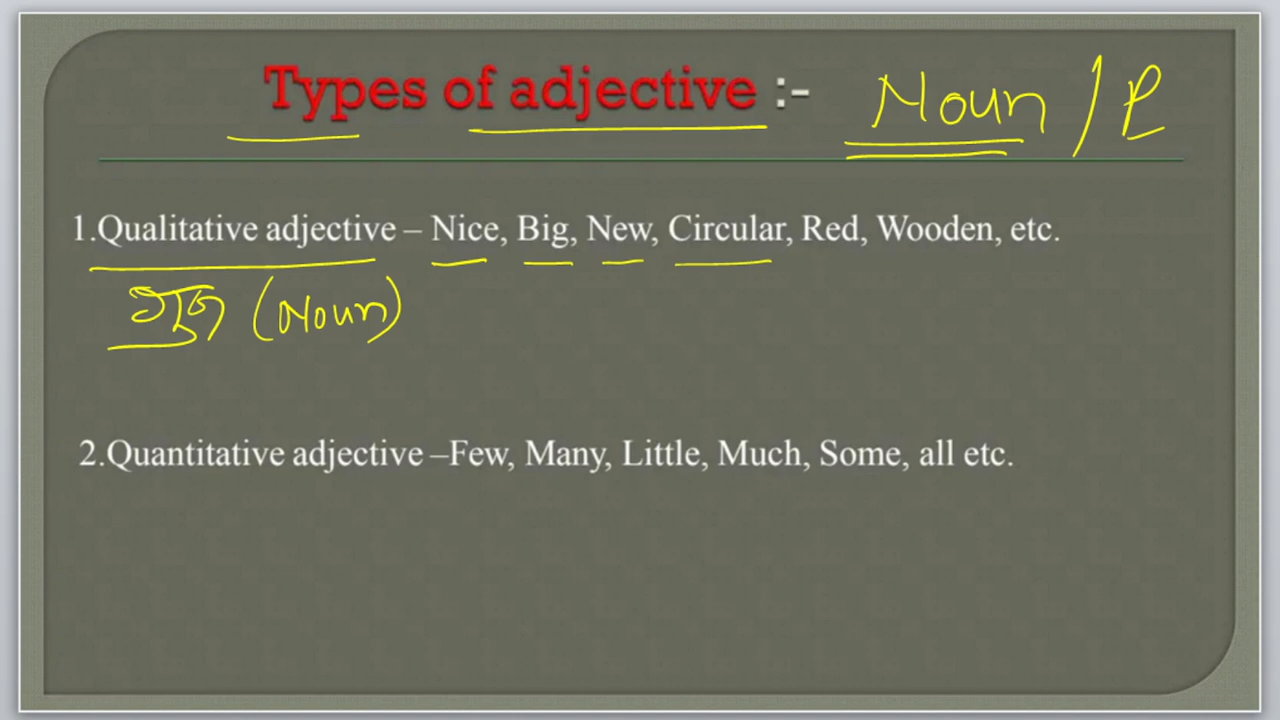 Types of adjective :- Noun / P
1.Qualitative adjective – Nice, Big, New, Circular, Red, Wooden, etc.
গুন (Noun)
2.Quantitative adjective –Few, Many, Little, Much, Some, all etc.